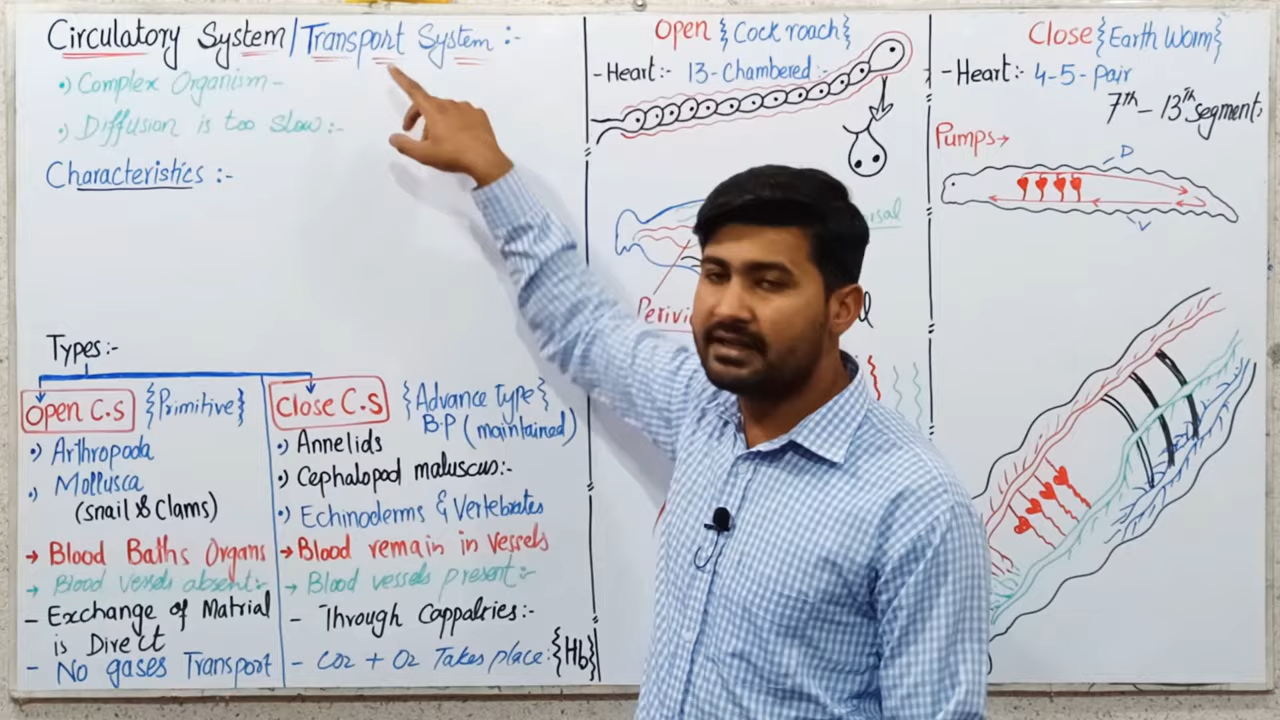 Circulatory System/Transport System :-
•) Complex Organism -
•) Diffusion is too slow:-
Characteristics :-
Types:-
Open C.S {Primitive}
•) Arthropoda
•) Mollusca
(snail & Clams)
→ Blood Baths Organs
→ Blood vessels absent:-
- Exchange of Matrial
is Direct
- No gases Transport
Close C.S {Advance type}
B.P (maintained)
•) Annelids
•) Cephalopod maluscus:-
•) Echinoderms & Vertebrates
→ Blood remain in vessels
→ Blood vessels present:-
- Through Cappalries:-
- CO2 + O2 Takes place: {Hb}
Open {Cockroach}
- Heart:- 13-Chambered:-
Close {Earth Worm}
- Heart:- 4-5-pair
7th - 13th segment
Pumps→
D
V